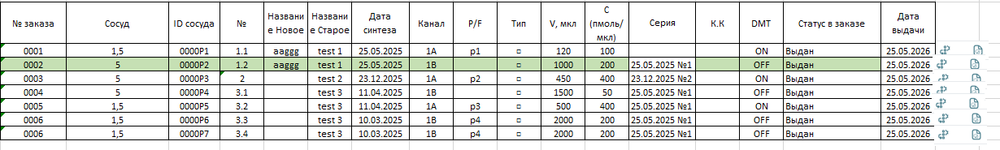 № заказа Сосуд ID сосуда № Название Новое Название Старое Дата синтеза Канал P/F Тип V, мкл C (пмоль/мкл) Серия К.К DMT Статус в заказе Дата выдачи
0001 1,5 0000P1 1.1 aaggg test 1 25.05.2025 1A p1 □ 120 100 ON Выдан 25.05.2026
0002 5 0000P2 1.2 aaggg test 1 25.05.2025 1B □ 1000 200 25.05.2025 №1 OFF Выдан 25.05.2026
0003 5 0000P3 2 test 2 23.12.2025 1A p2 □ 450 400 23.12.2025 №2 ON Выдан 25.05.2026
0004 5 0000P4 3.1 test 3 11.04.2025 1B □ 1500 50 25.05.2025 №1 OFF Выдан 25.05.2026
0005 1,5 0000P5 3.2 test 3 11.04.2025 1A p3 □ 500 400 25.05.2025 №1 ON Выдан 25.05.2026
0006 1,5 0000P6 3.3 test 3 10.03.2025 1B p4 □ 2000 200 25.05.2025 №1 OFF Выдан 25.05.2026
0006 1,5 0000P7 3.4 test 3 10.03.2025 1B p4 □ 2000 200 25.05.2025 №1 OFF Выдан 25.05.2026